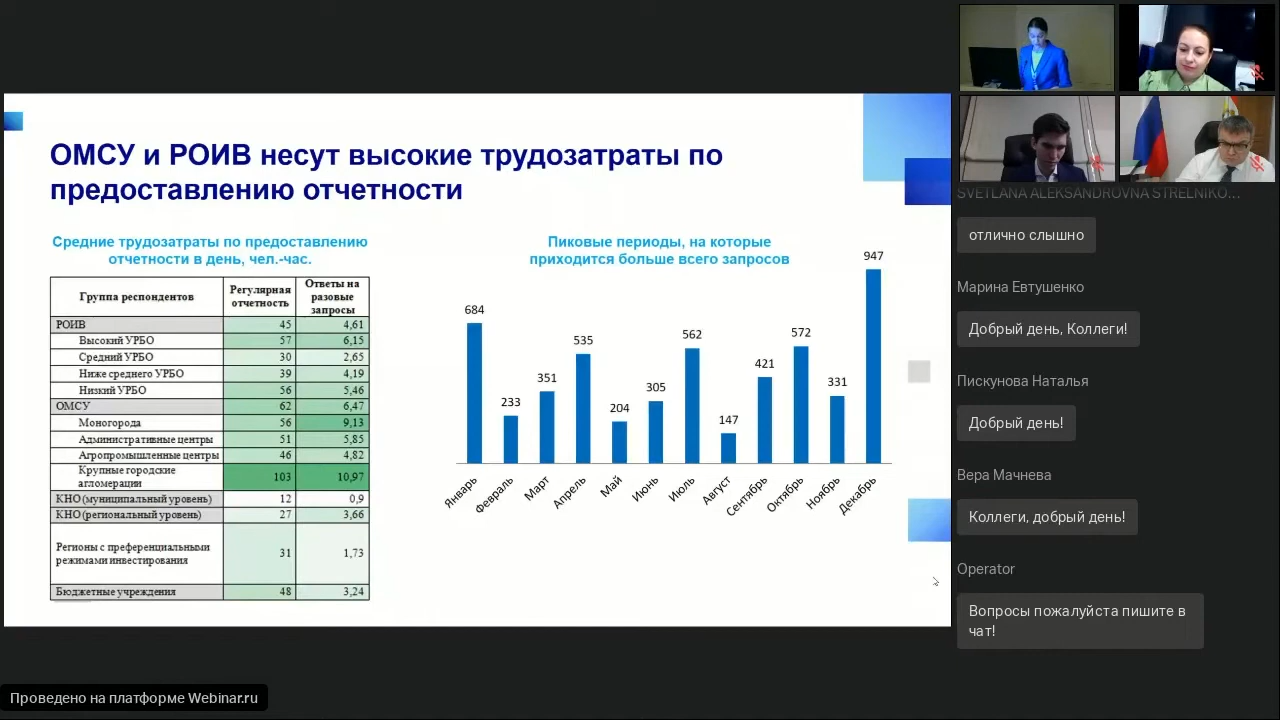 ОМСУ и РОИВ несут высокие трудозатраты по
предоставлению отчетности
Средние трудозатраты по предоставлению
отчетности в день, чел.-час.
Группа респондентов
Регулярная
отчетность
Ответы на
разовые
запросы
РОИВ 45 4,61
Высокий УРБО 57 6,15
Средний УРБО 30 2,65
Ниже среднего УРБО 39 4,19
Низкий УРБО 56 5,46
ОМСУ 62 6,47
Моногорода 56 9,13
Административные центры 51 5,85
Агропромышленные центры 46 4,82
Крупные городские
агломерации 103 10,97
КНО (муниципальный уровень) 12 0,9
КНО (региональный уровень) 27 3,66
Регионы с преференциальными
режимами инвестирования 31 1,73
Бюджетные учреждения 48 3,24
Пиковые периоды, на которые
приходится больше всего запросов
684
233
351
535
204
305
562
147
421
572
331
947
Январь
Февраль
Март
Апрель
Май
Июнь
Июль
Август
Сентябрь
Октябрь
Ноябрь
Декабрь
SVETLANA ALEKSANDROVNA STRELNIKO...
отлично слышно
Марина Евтушенко
Добрый день, Коллеги!
Пискунова Наталья
Добрый день!
Вера Мачнева
Коллеги, добрый день!
Operator
Вопросы пожалуйста пишите в
чат!
Проведено на платформе Webinar.ru